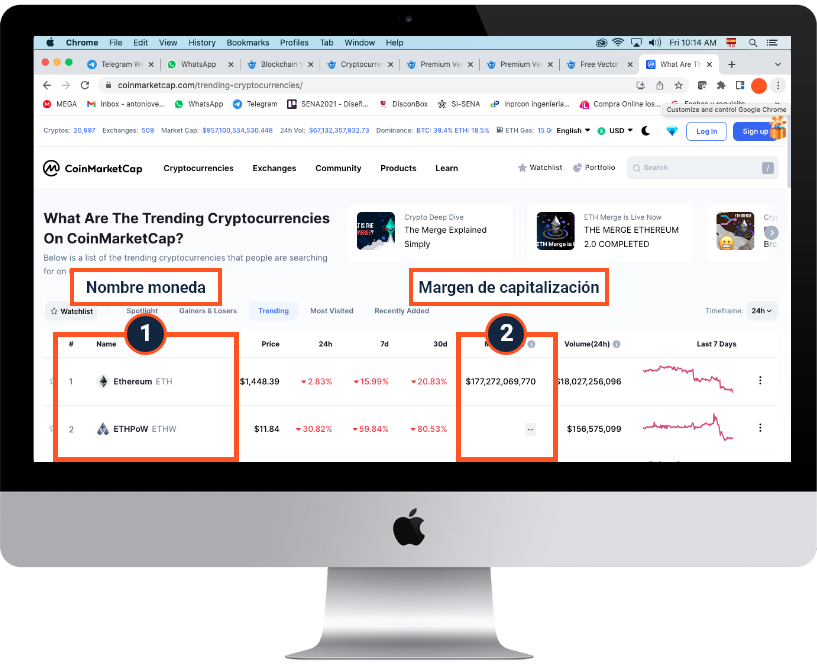 Chrome File Edit View History Bookmarks Profiles Tab Window Help Fri 10:14 AM
Telegram We WhatsApp Blockchain Cryptocurre Premium Ve Premium Vec Free Vector What Are Th
coinmarketcap.com/trending-cryptocurrencies/
MEGA Inbox - antoniove... WhatsApp Telegram SENA2021 - Diseñ... DisconBox SI-SENA Inprcon ingenieria... Compra Online los...
Customize and control Google Chrome
Cryptos: 20,997 Exchanges: 509 Market Cap: $957,100,534,530.448 24h Vol: $67,132,357,932.73 Dominance: BTC: 39.4% ETH: 18.5% ETH Gas: 15 G English USD Log In Sign up
CoinMarketCap Cryptocurrencies Exchanges Community Products Learn Watchlist Portfolio Search /
What Are The Trending Cryptocurrencies
On CoinMarketCap?
Below is a list of the trending cryptocurrencies that people are searching
for on
Crypto Deep Dive
The Merge Explained
Simply
ETH Merge is Live Now
THE MERGE ETHEREUM
2.0 COMPLETED
Nombre moneda
Margen de capitalización
Watchlist Spotlight Gainers & Losers Trending Most Visited Recently Added Timeframe: 24h
1
2
# Name Price 24h 7d 30d Volume(24h) Last 7 Days
1 Ethereum ETH $1,448.39 2.83% 15.99% 20.83% $177,272,069,770 $18,027,256,096
2 ETHPoW ETHW $11.84 30.82% 59.84% 80.53% -- $156,575,099